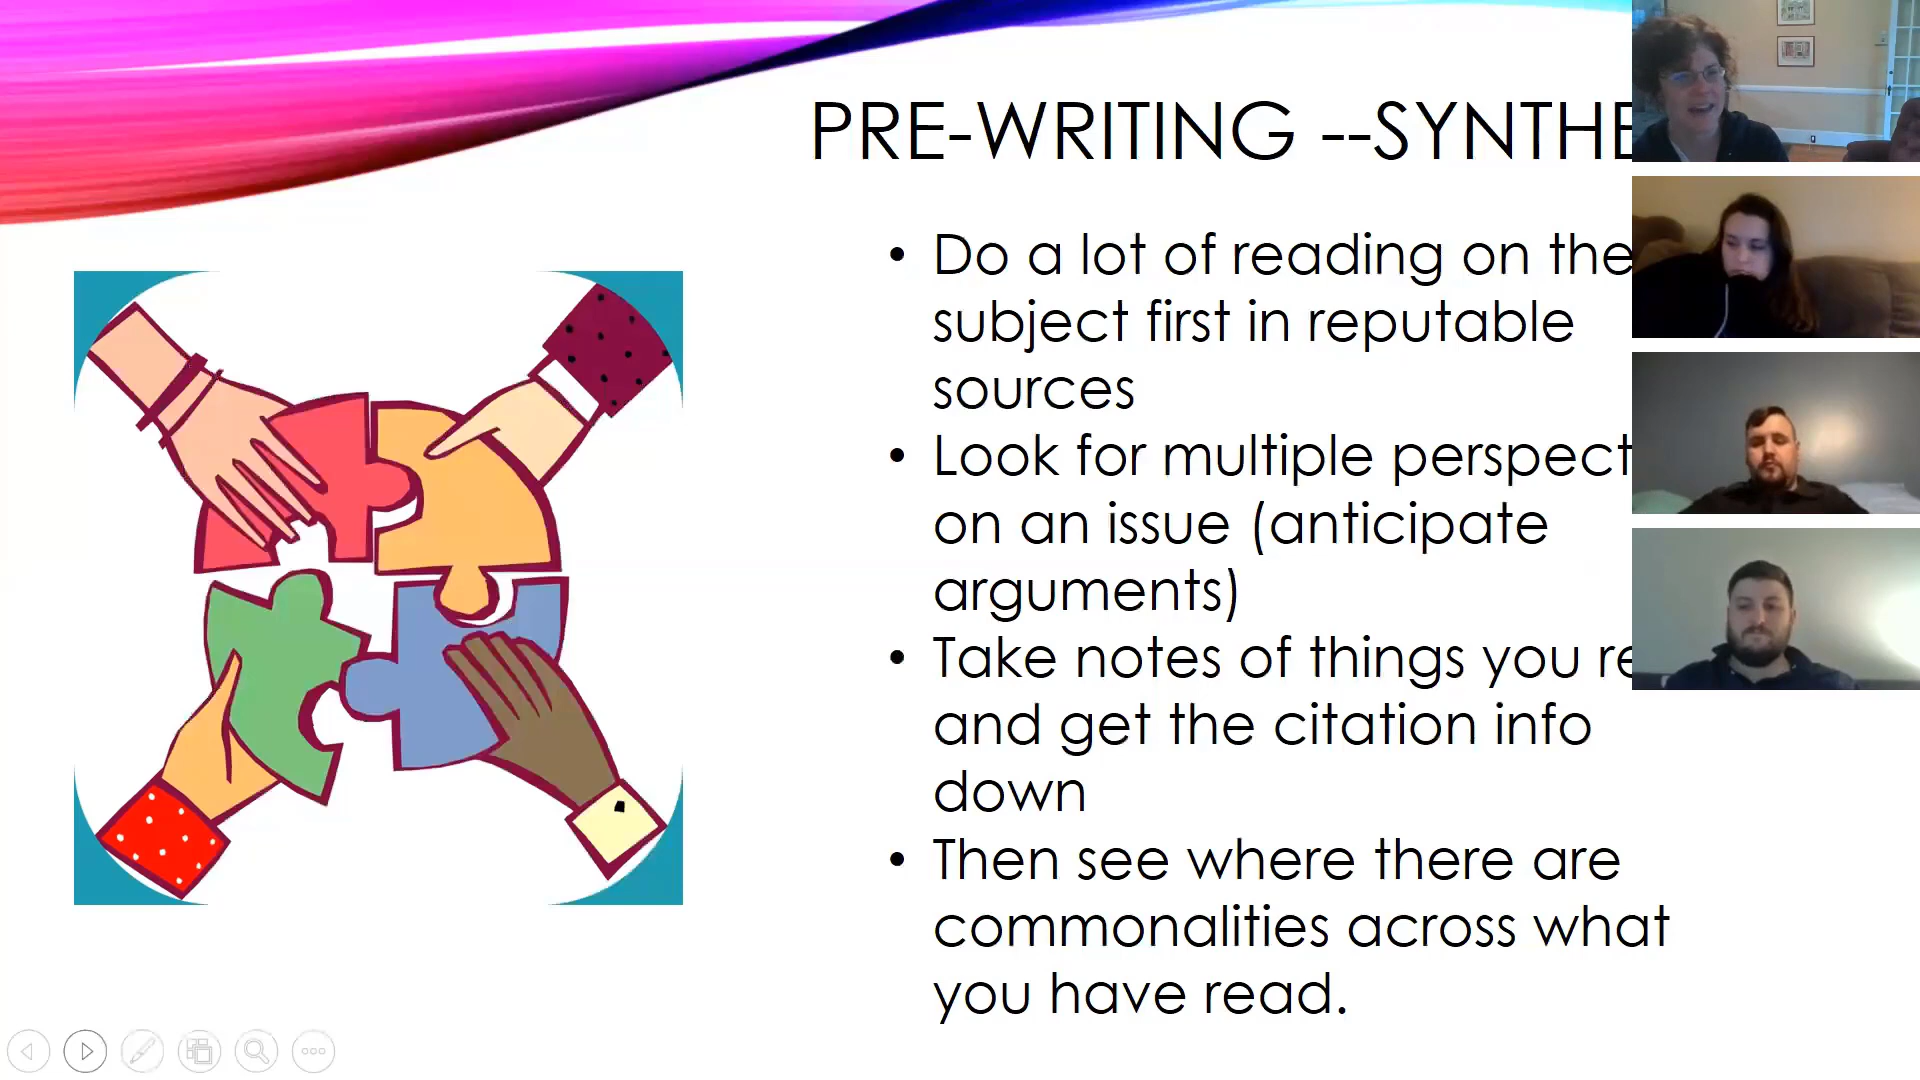 PRE-WRITING --SYNTHE
• Do a lot of reading on the
subject first in reputable
sources
• Look for multiple perspect
on an issue (anticipate
arguments)
• Take notes of things you re
and get the citation info
down
• Then see where there are
commonalities across what
you have read.